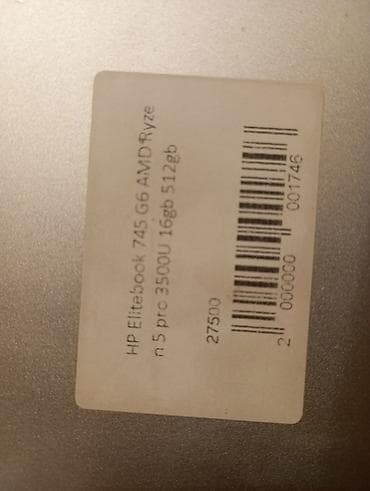 HP Elitebook 745 G6 AMD Ryze
n 5 pro 3500U 16gb 512gb
27500
2 000000 001746